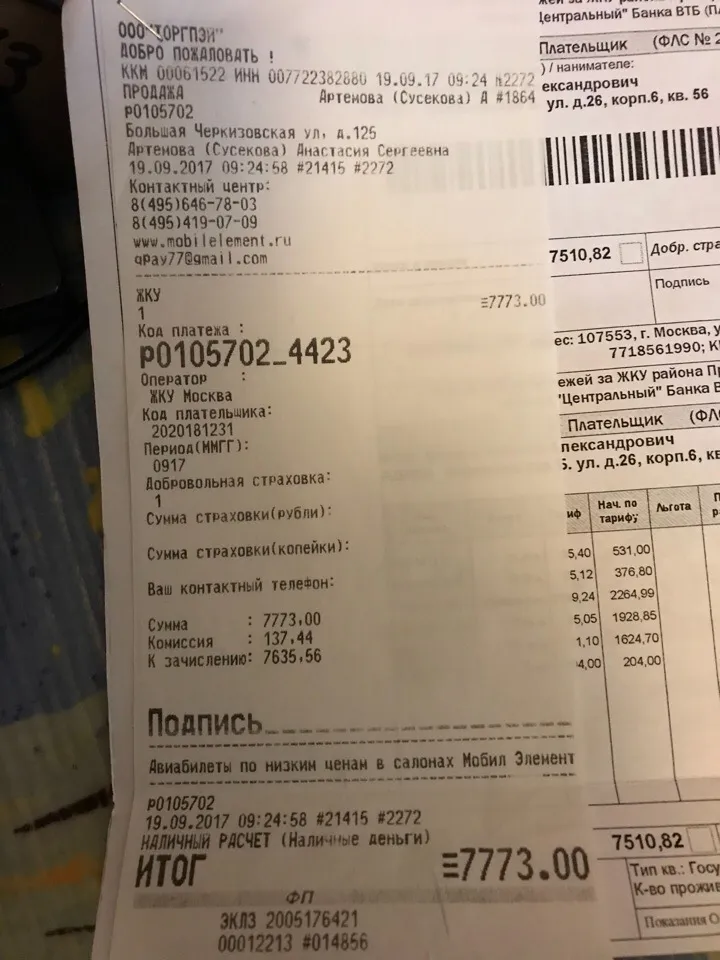 ООО "ТОРГПЭЙ"
ДОБРО ПОЖАЛОВАТЬ !
ККМ 00061522 ИНН 007722382880 19.09.17 09:24 #2272
ПРОДАЖА Артемова (Сусекова) А #1864
P0105702
Большая Черкизовская ул, д.125
Артемова (Сусекова) Анастасия Сергеевна
19.09.2017 09:24:58 #21415 #2272
Контактный центр:
8(495)646-78-03
8(495)419-07-09
www.mobilelement.ru
qPay77@gmail.com
ЖКУ
1 ≡7773.00
Код платежа :
P0105702_4423
Оператор :
ЖКУ Москва
Код плательщика:
2020181231
Период(ММГГ):
0917
Добровольная страховка:
1
Сумма страховки(рубли):
Сумма страховки(копейки):
Ваш контактный телефон:
Сумма : 7773,00
Комиссия : 137,44
К зачислению: 7635,56
Подпись
Авиабилеты по низким ценам в салонах Мобил Элемент
P0105702
19.09.2017 09:24:58 #21415 #2272
НАЛИЧНЫЙ РАСЧЕТ (Наличные деньги)
ИТОГ ≡7773.00
ФП
ЭКЛЗ 2005176421
00012213 #014856
Центральный" Банка ВТБ
Плательщик (ФЛС № 2
) / нанимателе:
ександрович
ул. д.26, корп.6, кв. 56
7510,82 Добр. стра
Подпись
ес: 107553, г. Москва, у
7718561990; К
ежей за ЖКУ района П
"Центральный" Банка В
Плательщик (ФЛ
лександрович
ул. д.26, корп.6, кв
иф Нач. по тарифу; Льгота
5,40 531,00
5,12 376,80
9,24 2264,99
5,05 1928,85
1,10 1624,70
4,00 204,00
7510,82
Тип кв.: Госу
К-во прожив
Показания О